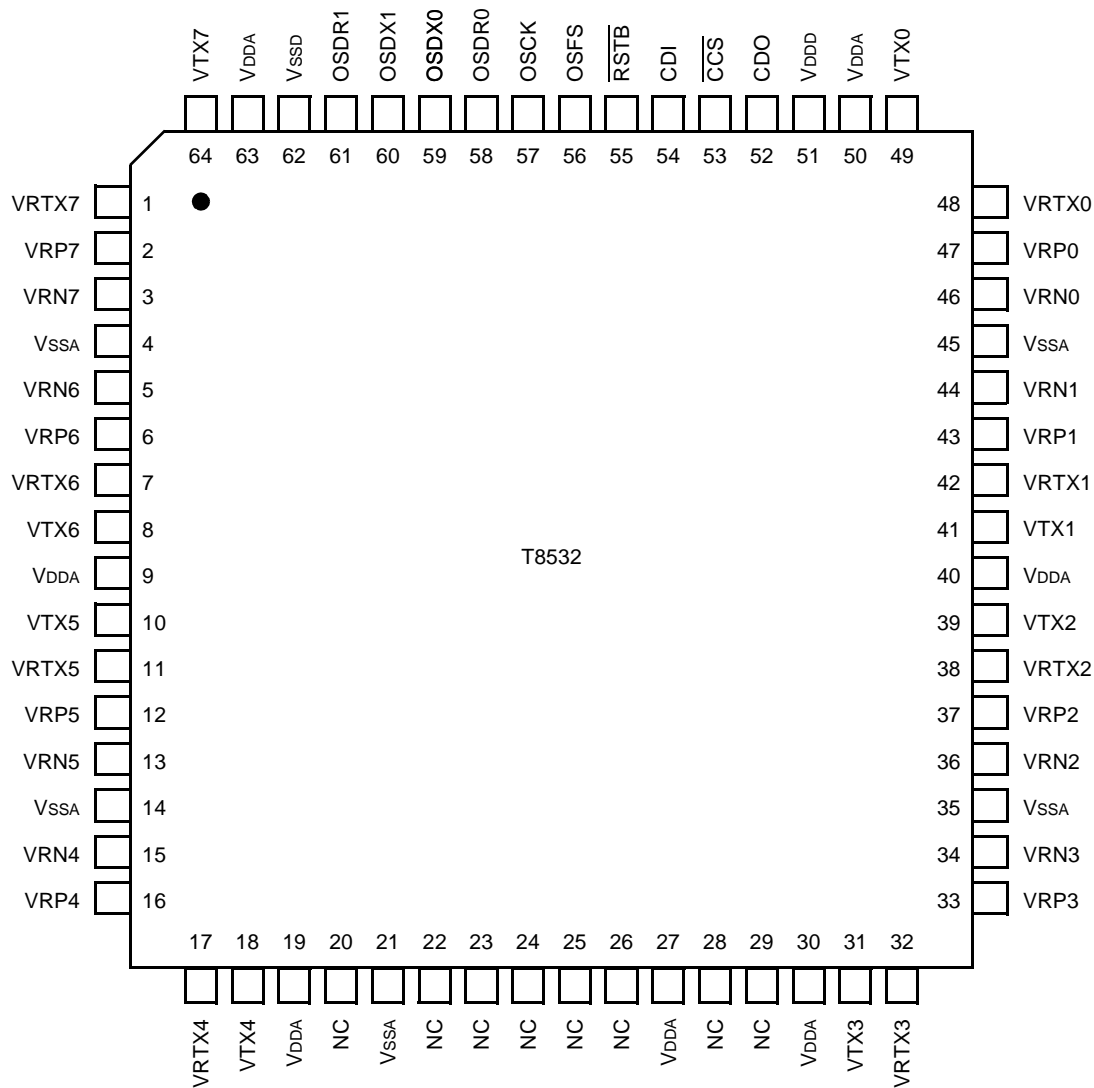 VTX7
VDDA
VSSD
OSDR1
OSDX1
OSDX0
OSDR0
OSCK
OSFS
RSTB
CDI
CCS
CDO
VDDD
VDDA
VTX0
64 63 62 61 60 59 58 57 56 55 54 53 52 51 50 49
VRTX7 1 48 VRTX0
VRP7 2 47 VRP0
VRN7 3 46 VRN0
VSSA 4 45 VSSA
VRN6 5 44 VRN1
VRP6 6 43 VRP1
VRTX6 7 42 VRTX1
VTX6 8 41 VTX1
T8532
VDDA 9 40 VDDA
VTX5 10 39 VTX2
VRTX5 11 38 VRTX2
VRP5 12 37 VRP2
VRN5 13 36 VRN2
VSSA 14 35 VSSA
VRN4 15 34 VRN3
VRP4 16 33 VRP3
17 18 19 20 21 22 23 24 25 26 27 28 29 30 31 32
VRTX4
VTX4
VDDA
NC
VSSA
NC
NC
NC
NC
NC
VDDA
NC
NC
VDDA
VTX3
VRTX3